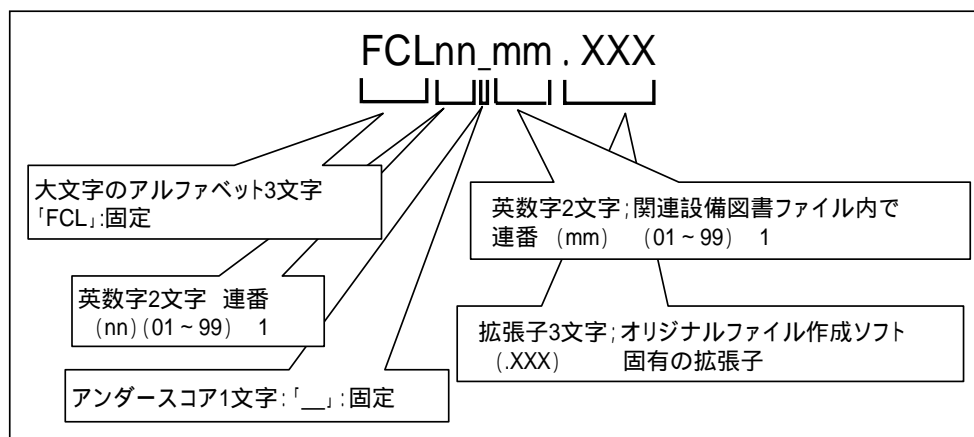 FCLnn_mm.XXX
大文字のアルファベット3文字
「FCL」:固定
英数字2文字;関連設備図書ファイル内で
連番 (mm) (01～99) 1
英数字2文字 連番
(nn)(01～99) 1
拡張子3文字;オリジナルファイル作成ソフト
(.XXX) 固有の拡張子
アンダースコア1文字:「__」:固定